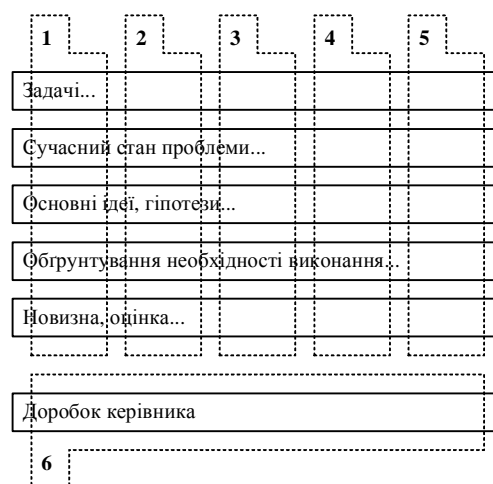 1 2 3 4 5
Задачі...
Сучасний стан проблеми...
Основні ідеї, гіпотези...
Обґрунтування необхідності виконання...
Новизна, оцінка...
Доробок керівника
6